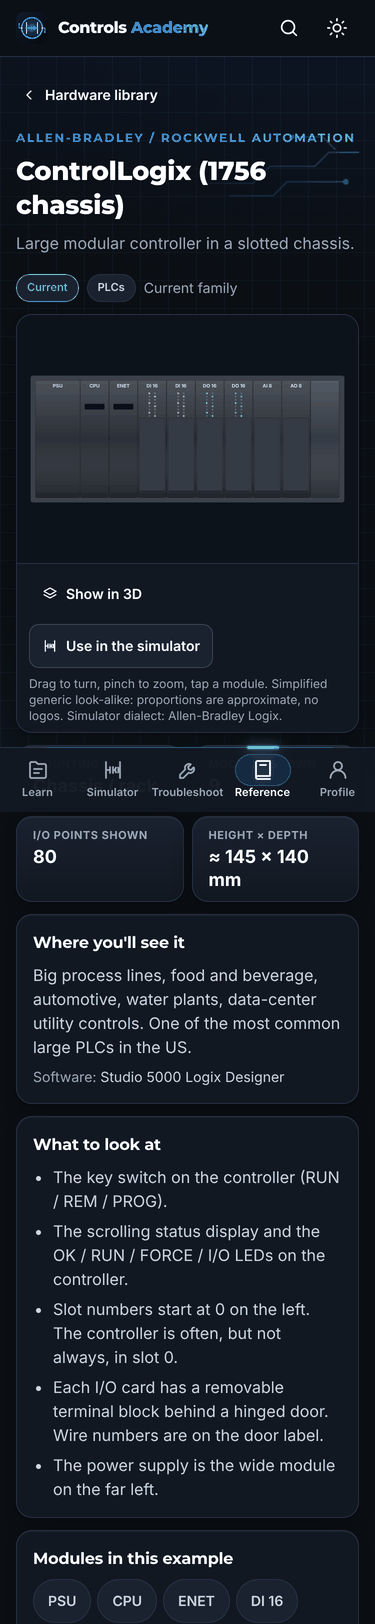 Controls Academy
Hardware library
ALLEN-BRADLEY / ROCKWELL AUTOMATION
ControlLogix (1756
chassis)
Large modular controller in a slotted chassis.
Current
PLCs
Current family
PSU
CPU
ENET
DI 16
DI 16
DO 16
DO 16
AI 8
AO 8
Show in 3D
Use in the simulator
Drag to turn, pinch to zoom, tap a module. Simplified
generic look-alike: proportions are approximate, no
logos. Simulator dialect: Allen-Bradley Logix.
Learn
Simulator
Troubleshoot
Reference
Profile
I/O POINTS SHOWN
80
HEIGHT × DEPTH
≈ 145 × 140
mm
Where you'll see it
Big process lines, food and beverage,
automotive, water plants, data-center
utility controls. One of the most common
large PLCs in the US.
Software: Studio 5000 Logix Designer
What to look at
• The key switch on the controller (RUN
/ REM / PROG).
• The scrolling status display and the
OK / RUN / FORCE / I/O LEDs on the
controller.
• Slot numbers start at 0 on the left.
The controller is often, but not
always, in slot 0.
• Each I/O card has a removable
terminal block behind a hinged door.
Wire numbers are on the door label.
• The power supply is the wide module
on the far left.
Modules in this example
PSU
CPU
ENET
DI 16